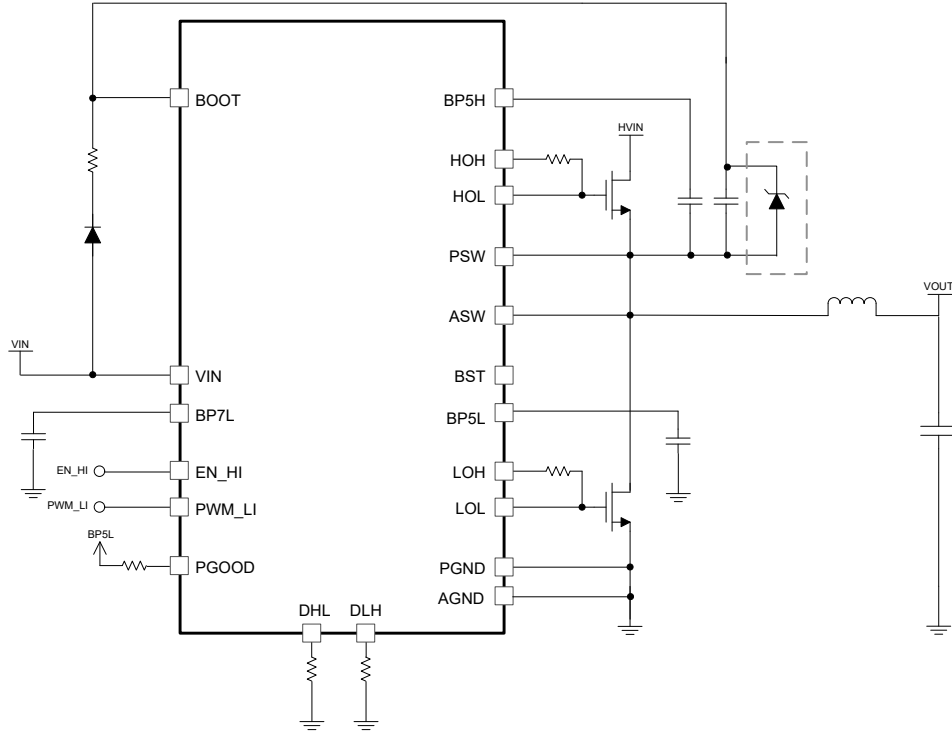 BOOT
BP5H
HVIN
HOH
HOL
PSW
VOUT
ASW
VIN
VIN
BST
BP7L
BP5L
EN_HI
EN_HI
LOH
PWM_LI
PWM_LI
LOL
BP5L
PGOOD
PGND
AGND
DHL
DLH